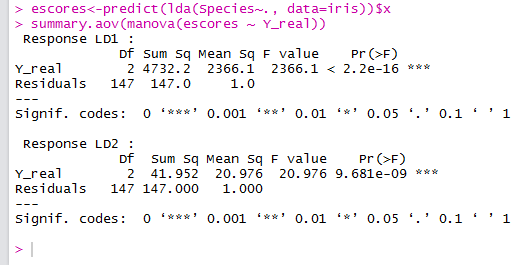 > escores<-predict(lda(Species~., data=iris))$x
> summary.aov(manova(escores ~ Y_real))
 Response LD1 :
             Df Sum Sq Mean Sq F value    Pr(>F)
Y_real        2 4732.2  2366.1  2366.1 < 2.2e-16 ***
Residuals   147  147.0     1.0
---
Signif. codes:  0 ‘***’ 0.001 ‘**’ 0.01 ‘*’ 0.05 ‘.’ 0.1 ‘ ’ 1
 Response LD2 :
             Df  Sum Sq Mean Sq F value    Pr(>F)
Y_real        2  41.952  20.976  20.976 9.681e-09 ***
Residuals   147 147.000   1.000
---
Signif. codes:  0 ‘***’ 0.001 ‘**’ 0.01 ‘*’ 0.05 ‘.’ 0.1 ‘ ’ 1
>